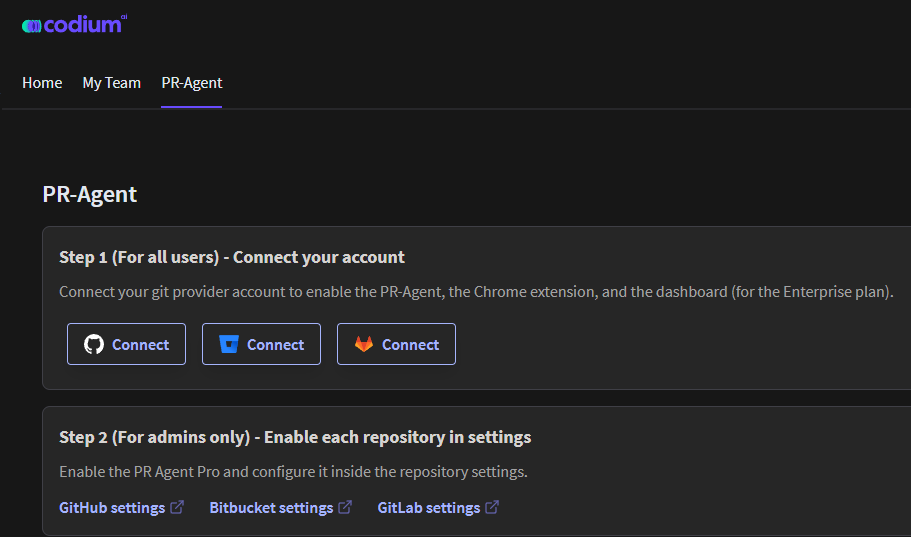 codium ai
Home My Team PR-Agent
PR-Agent
Step 1 (For all users) - Connect your account
Connect your git provider account to enable the PR-Agent, the Chrome extension, and the dashboard (for the Enterprise plan).
Connect Connect Connect
Step 2 (For admins only) - Enable each repository in settings
Enable the PR Agent Pro and configure it inside the repository settings.
GitHub settings Bitbucket settings GitLab settings